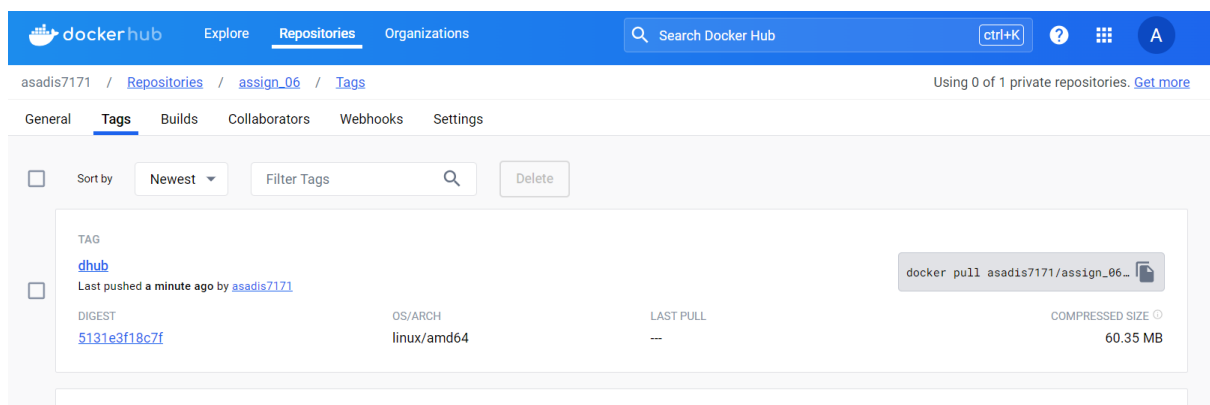 dockerhub Explore Repositories Organizations Search Docker Hub ctrl+K ? A
asadis7171 / Repositories / assign_06 / Tags Using 0 of 1 private repositories. Get more
General Tags Builds Collaborators Webhooks Settings
Sort by Newest Filter Tags Delete
TAG
dhub
docker pull asadis7171/assign_06…
Last pushed a minute ago by asadis7171
DIGEST OS/ARCH LAST PULL COMPRESSED SIZE
5131e3f18c7f linux/amd64 --- 60.35 MB